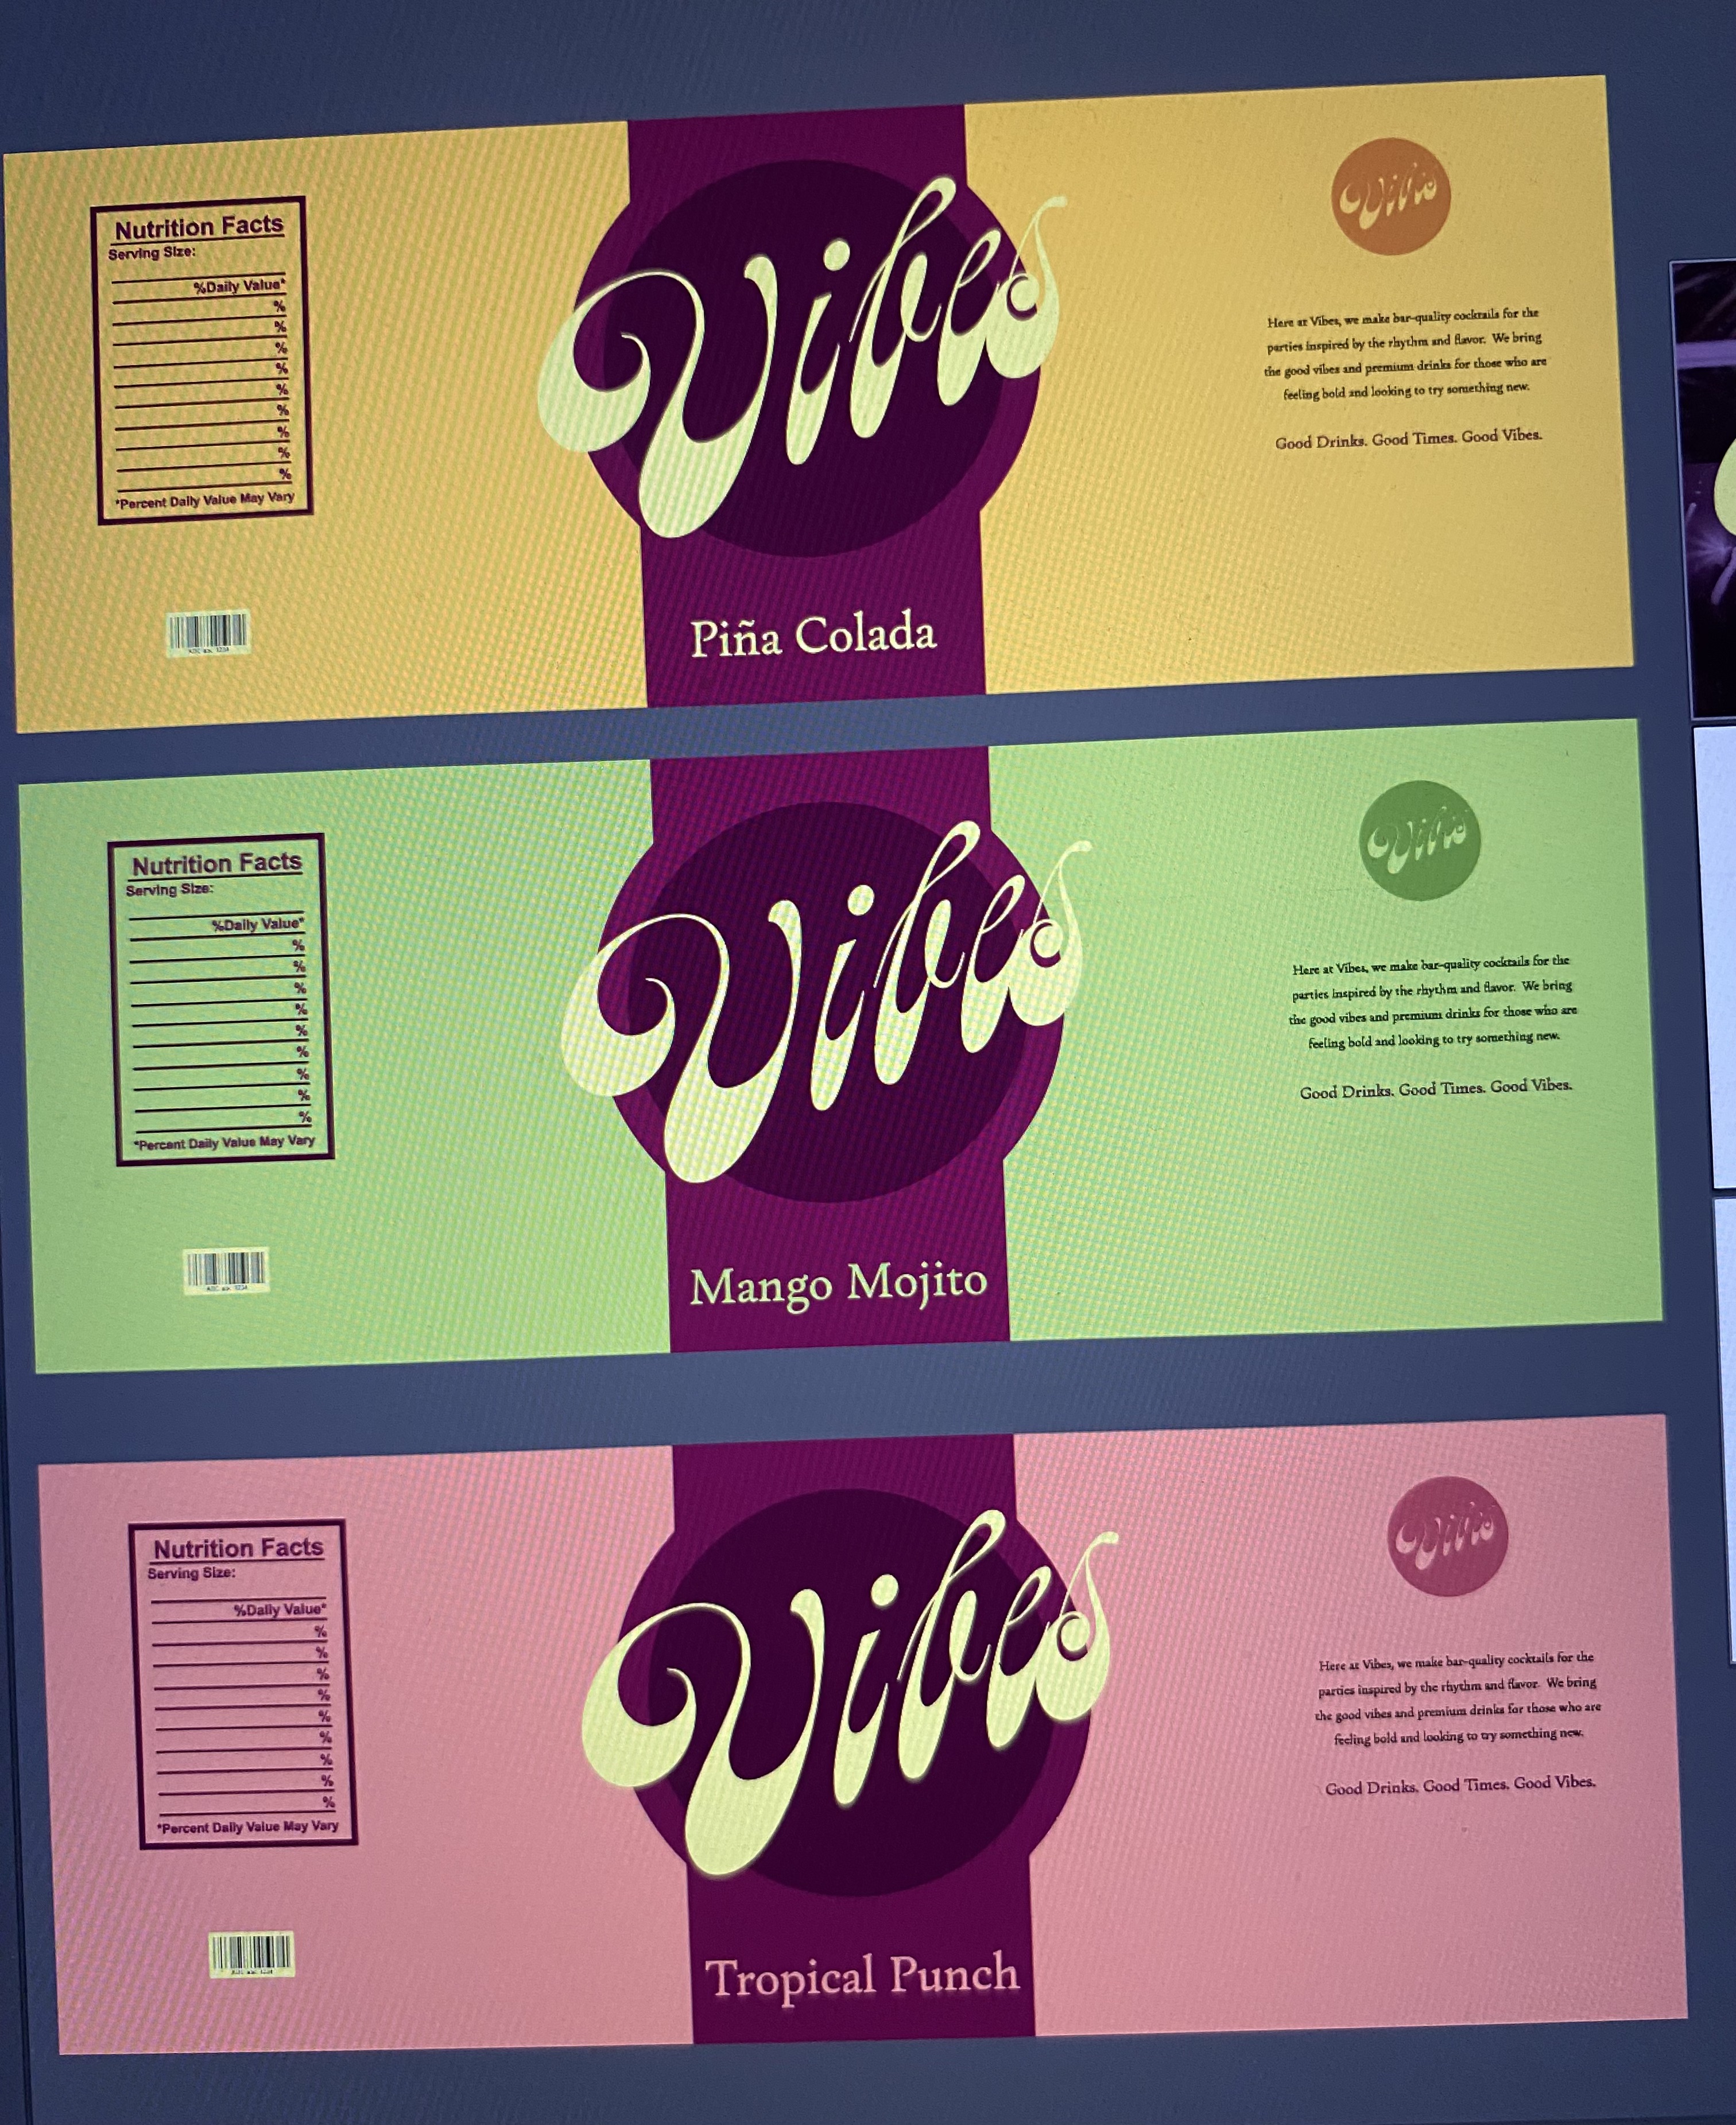 Nutrition Facts
Serving Size:
%Daily Value*
%
%
%
%
%
%
%
%
%
*Percent Daily Value May Vary
Vibes
Piña Colada
Vibes
Here at Vibes, we make bar-quality cocktails for the
parties inspired by the rhythm and flavor. We bring
the good vibes and premium drinks for those who are
feeling bold and looking to try something new.
Good Drinks. Good Times. Good Vibes.
Nutrition Facts
Serving Size:
%Daily Value*
%
%
%
%
%
%
%
%
%
*Percent Daily Value May Vary
Vibes
Mango Mojito
Vibes
Here at Vibes, we make bar-quality cocktails for the
parties inspired by the rhythm and flavor. We bring
the good vibes and premium drinks for those who are
feeling bold and looking to try something new.
Good Drinks. Good Times. Good Vibes.
Nutrition Facts
Serving Size:
%Daily Value*
%
%
%
%
%
%
%
%
%
*Percent Daily Value May Vary
Vibes
Tropical Punch
Vibes
Here at Vibes, we make bar-quality cocktails for the
parties inspired by the rhythm and flavor. We bring
the good vibes and premium drinks for those who are
feeling bold and looking to try something new.
Good Drinks. Good Times. Good Vibes.